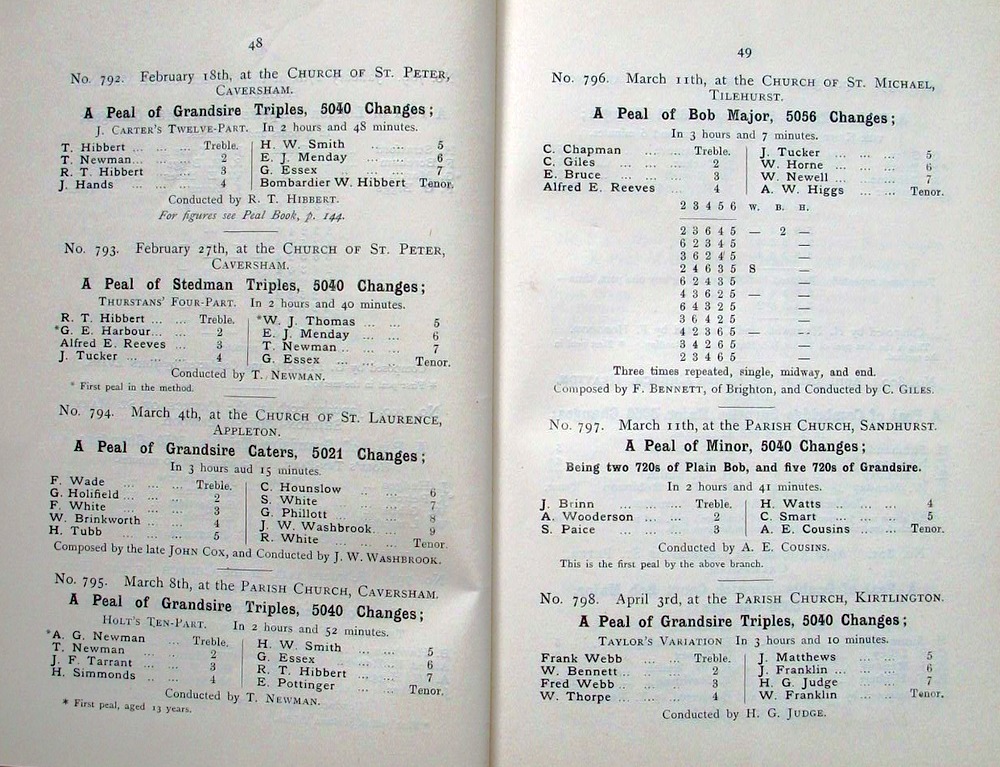 48
No. 792. February 18th, at the CHURCH OF ST. PETER,
CAVERSHAM.
A Peal of Grandsire Triples, 5040 Changes;
J. CARTER'S TWELVE-PART. In 2 hours and 48 minutes.
T. Hibbert ... ... ... Treble. H. W. Smith ... ... 5
T. Newman... ... ... 2 E. J. Menday ... ... 6
R. T. Hibbert ... ... 3 G. Essex ... ... ... 7
J. Hands ... ... ... 4 Bombardier W. Hibbert Tenor.
Conducted by R. T. HIBBERT.
For figures see Peal Book, p. 144.
No. 793. February 27th, at the CHURCH OF ST. PETER,
CAVERSHAM.
A Peal of Stedman Triples, 5040 Changes;
THURSTANS' FOUR-PART. In 2 hours and 40 minutes.
R. T. Hibbert ... ... Treble. *W. J. Thomas ... ... 5
*G. E. Harbour... ... 2 E. J. Menday ... ... 6
Alfred E. Reeves ... 3 T. Newman ... ... ... 7
J. Tucker ... ... ... 4 G. Essex ... ... ... Tenor.
Conducted by T. NEWMAN.
* First peal in the method.
No. 794. March 4th, at the CHURCH OF ST. LAURENCE,
APPLETON.
A Peal of Grandsire Caters, 5021 Changes;
In 3 hours aud 15 minutes.
F. Wade ... ... ... Treble. C. Hounslow ... ... 6
G. Holifield ... ... ... 2 S. White ... ... ... 7
F. White ... ... ... 3 G. Phillott ... ... ... 8
W. Brinkworth ... ... 4 J. W. Washbrook ... 9
H. Tubb ... ... ... 5 R. White ... ... ... Tenor.
Composed by the late JOHN COX, and Conducted by J. W. WASHBROOK.
No. 795. March 8th, at the PARISH CHURCH, CAVERSHAM.
A Peal of Grandsire Triples, 5040 Changes;
HOLT'S TEN-PART. In 2 hours and 52 minutes.
*A. G. Newman ... Treble. H. W. Smith ... ... 5
T. Newman ... ... 2 G. Essex ... ... ... 6
J. F. Tarrant ... ... 3 R. T. Hibbert ... ... 7
H. Simmonds ... ... 4 E. Pottinger ... ... Tenor.
Conducted by T. NEWMAN.
* First peal, aged 13 years.
49
No. 796. March 11th, at the CHURCH OF ST. MICHAEL,
TILEHURST.
A Peal of Bob Major, 5056 Changes;
In 3 hours and 7 minutes.
C. Chapman ... ... Treble. J. Tucker ... ... ... 5
C. Giles ... ... ... 2 W. Horne ... ... ... 6
E. Bruce ... ... ... 3 W. Newell ... ... ... 7
Alfred E. Reeves ... 4 A. W. Higgs ... ... Tenor.
2 3 4 5 6 W. B. H.
2 3 6 4 5 — 2 —
6 2 3 4 5 —
3 6 2 4 5 —
2 4 6 3 5 S —
6 2 4 3 5 —
4 3 6 2 5 — —
6 4 3 2 5 —
3 6 4 2 5 —
4 2 3 6 5 — —
3 4 2 6 5 —
2 3 4 6 5 —
Three times repeated, single, midway, and end.
Composed by F. BENNETT, of Brighton, and Conducted by C. GILES.
No. 797. March 11th, at the PARISH CHURCH, SANDHURST.
A Peal of Minor, 5040 Changes;
Being two 720s of Plain Bob, and five 720s of Grandsire.
In 2 hours and 41 minutes.
J. Brinn ... ... ... Treble. H. Watts ... ... ... 4
A. Wooderson ... ... 2 C. Smart ... ... ... 5
S. Paice ... ... ... 3 A. E. Cousins ... ... Tenor.
Conducted by A. E. COUSINS.
This is the first peal by the above branch.
No. 798. April 3rd, at the PARISH CHURCH, KIRTLINGTON.
A Peal of Grandsire Triples, 5040 Changes;
TAYLOR'S VARIATION In 3 hours and 10 minutes.
Frank Webb ... ... Treble. J. Matthews ... ... 5
W. Bennett ... ... ... 2 J. Franklin ... ... ... 6
Fred Webb ... ... ... 3 H. G. Judge ... ... 7
W. Thorpe ... ... ... 4 W. Franklin ... ... Tenor.
Conducted by H. G. JUDGE.